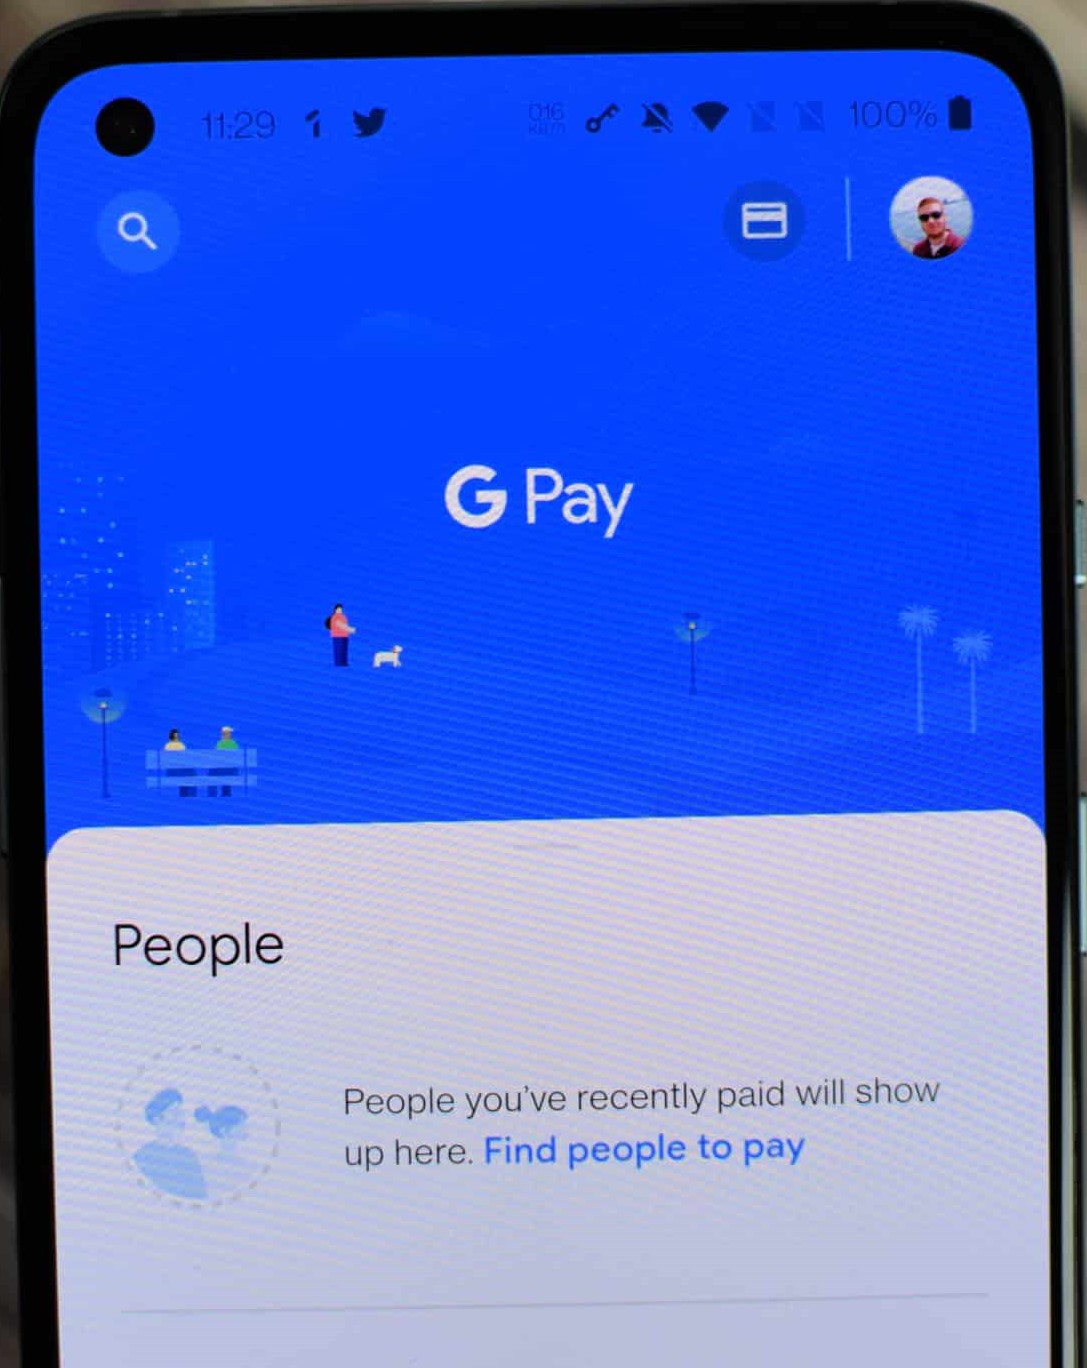 11:29 100%
G Pay
People
People you've recently paid will show
up here. Find people to pay